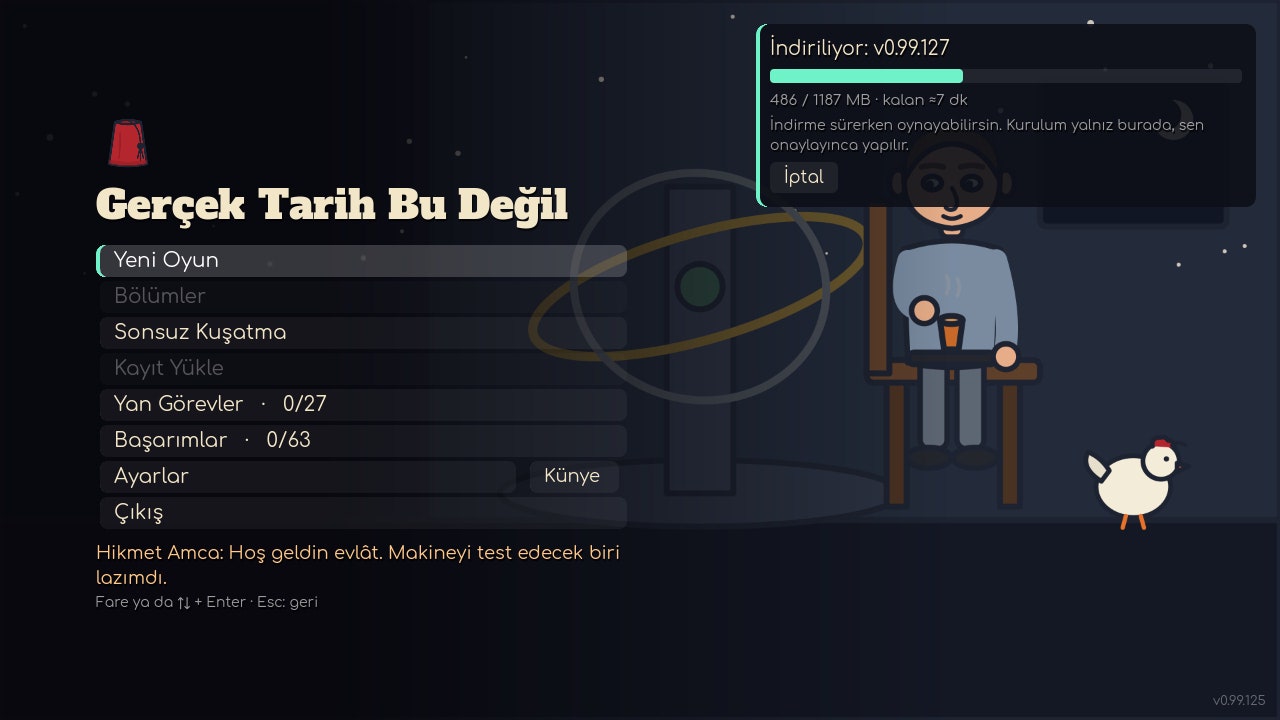 İndiriliyor: v0.99.127
486 / 1187 MB · kalan ≈7 dk
İndirme sürerken oynayabilirsin. Kurulum yalnız burada, sen
onaylayınca yapılır.
İptal
Gerçek Tarih Bu Değil
Yeni Oyun
Bölümler
Sonsuz Kuşatma
Kayıt Yükle
Yan Görevler · 0/27
Başarımlar · 0/63
Ayarlar
Künye
Çıkış
Hikmet Amca: Hoş geldin evlât. Makineyi test edecek biri
lazımdı.
Fare ya da ↑↓ + Enter · Esc: geri
v0.99.125